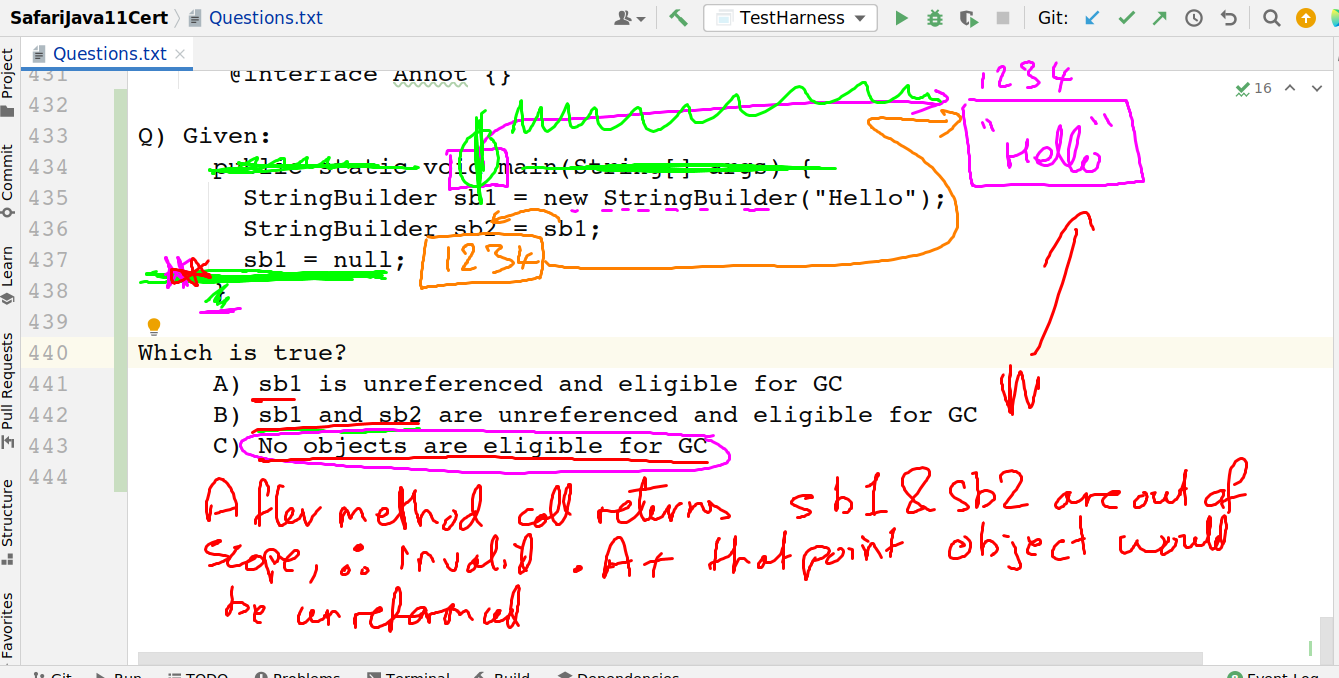 SafariJava11Cert
Questions.txt
TestHarness
Git:
Questions.txt
16
Project
Commit
Learn
Pull Requests
Structure
Favorites
431 @interface Annot {}
432
433 Q) Given:
434 public static void main(String[] args) {
435 StringBuilder sb1 = new StringBuilder("Hello");
436 StringBuilder sb2 = sb1;
437 sb1 = null;
438 }
439
440 Which is true?
441 A) sb1 is unreferenced and eligible for GC
442 B) sb1 and sb2 are unreferenced and eligible for GC
443 C) No objects are eligible for GC
444
1234
"Hello"
1234
After method call returns sb1 & sb2 are out of
scope, ∴ invalid. At that point object would
be
Git Run TODO Problems Terminal Build Dependencies Event Log